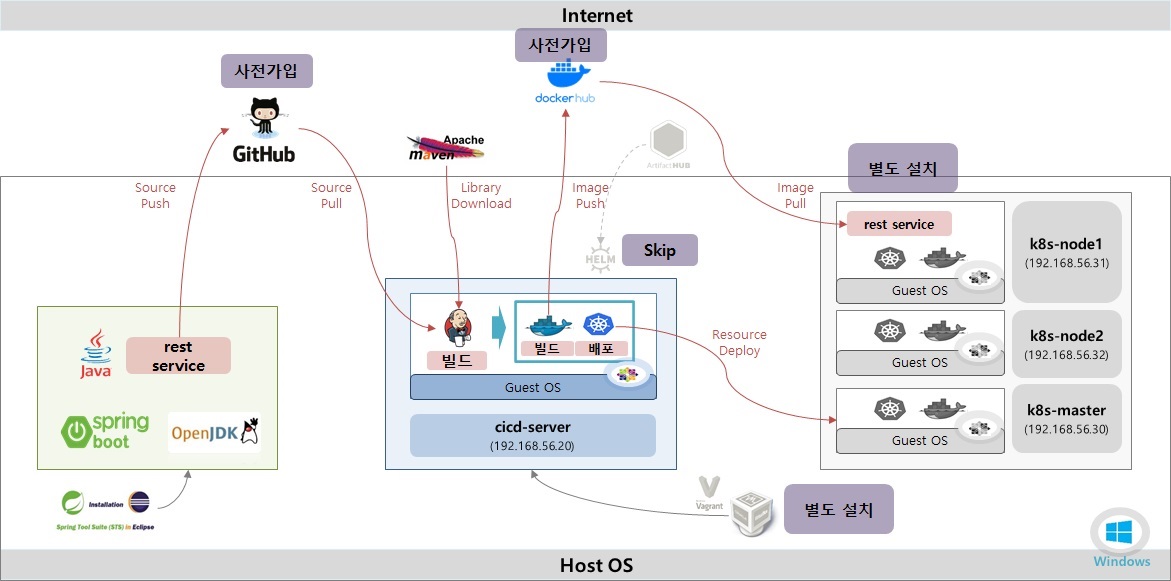 Internet
사전가입
사전가입
GitHub
dockerhub
Apache
maven
Artifact HUB
Source
Push
Source
Pull
Library
Download
Image
Push
Image
Pull
별도 설치
HELM
Skip
rest service
Guest OS
k8s-node1
(192.168.56.31)
Guest OS
k8s-node2
(192.168.56.32)
Guest OS
k8s-master
(192.168.56.30)
Resource
Deploy
빌드
빌드
배포
Guest OS
cicd-server
(192.168.56.20)
Java
rest
service
spring
boot
OpenJDK
Installation
Spring Tool Suite (STS) in Eclipse
Vagrant
별도 설치
Windows
Host OS